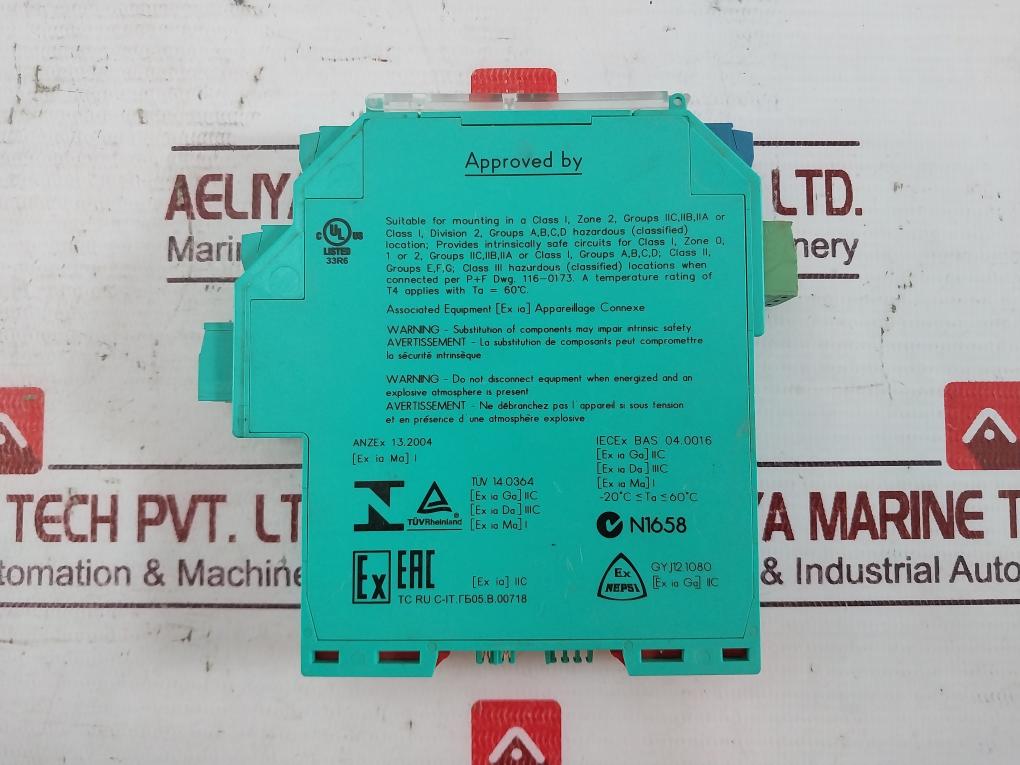 AELIYA LTD.
Marin nery
Approved by
Suitable for mounting in a Class I, Zone 2, Groups IIC,IIB,IIA or
Class I, Division 2, Groups A,B,C,D hazardous (classified)
location; Provides intrinsically safe circuits for Class I, Zone 0,
1 or 2, Groups IIC,IIB,IIA or Class I, Groups A,B,C,D; Class II,
Groups E,F,G; Class III hazardous (classified) locations when
connected per P+F Dwg. 116-0173. A temperature rating of
T4 applies with Ta = 60°C.
c UL US
LISTED
33R6
Associated Equipment [Ex ia] Appareillage Connexe
WARNING - Substitution of components may impair intrinsic safety
AVERTISSEMENT - La substitution de composants peut compromettre
la sécurité intrinsèque
WARNING - Do not disconnect equipment when energized and an
explosive atmosphere is present
AVERTISSEMENT - Ne débranchez pas l'appareil si sous tension
et en présence d'une atmosphère explosive
ANZEx 13.2004
[Ex ia Ma] I
IECEx BAS 04.0016
[Ex ia Ga] IIC
[Ex ia Da] IIIC
[Ex ia Ma] I
-20°C ≤ Ta ≤ 60°C
TÜVRheinland
TÜV 14.0364
[Ex ia Ga] IIC
[Ex ia Da] IIIC
[Ex ia Ma] I
N1658
Ex EAC
[Ex ia] IIC
TC RU C-IT.ГБ05.B.00718
Ex
NEPSI
GYJ12.1080
[Ex ia Ga] IIC
TECH PVT. LT YA MARINE T
tomation & Machine & Industrial Auto